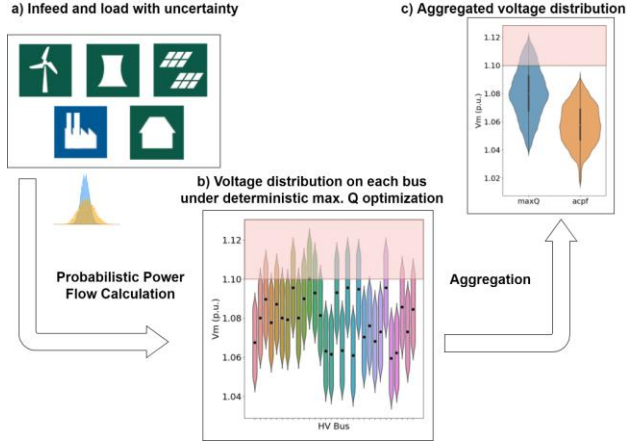 a) Infeed and load with uncertainty
c) Aggregated voltage distribution
Vm (p.u.)
1.12
1.10
1.08
1.06
1.04
1.02
maxQ
acpf
b) Voltage distribution on each bus
under deterministic max. Q optimization
Vm (p.u.)
1.12
1.10
1.08
1.06
1.04
HV Bus
Probabilistic Power
Flow Calculation
Aggregation